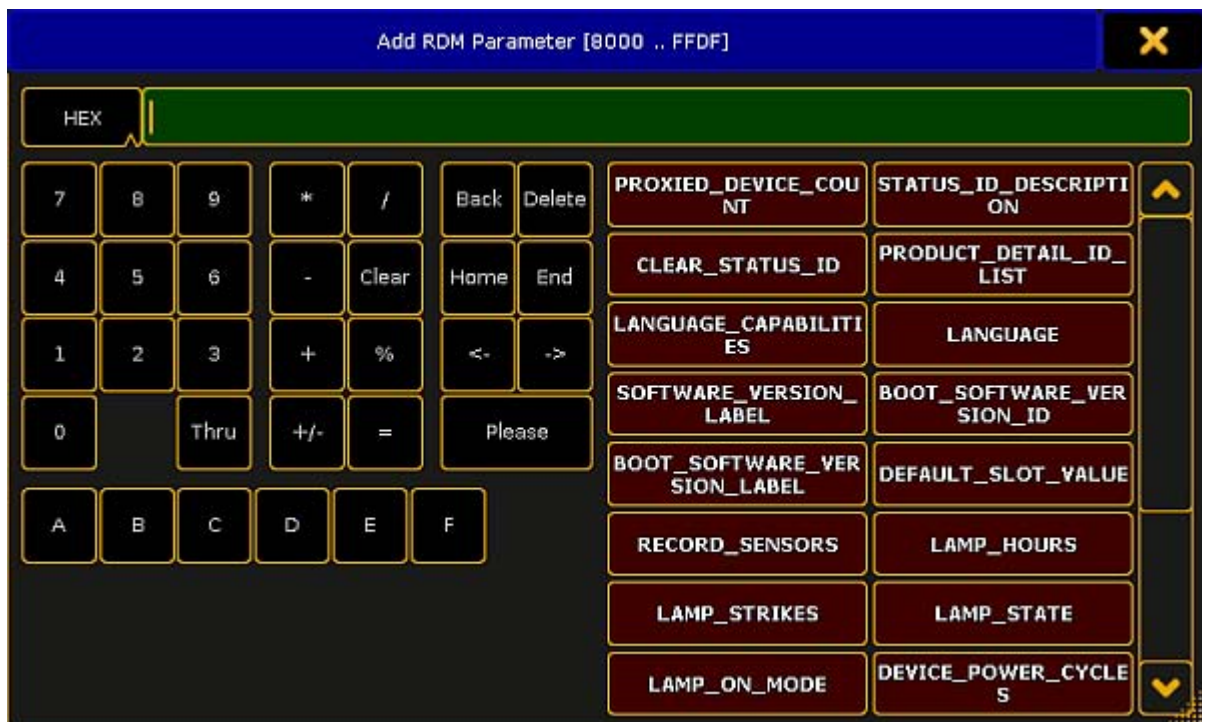 Add RDM Parameter [8000 .. FFDF]
HEX
7 8 9 * / Back Delete
4 5 6 - Clear Home End
1 2 3 + % <- ->
0 Thru +/- = Please
A B C D E F
PROXIED_DEVICE_COU
NT
STATUS_ID_DESCRIPTI
ON
CLEAR_STATUS_ID
PRODUCT_DETAIL_ID_
LIST
LANGUAGE_CAPABILITI
ES
LANGUAGE
SOFTWARE_VERSION_
LABEL
BOOT_SOFTWARE_VER
SION_ID
BOOT_SOFTWARE_VER
SION_LABEL
DEFAULT_SLOT_VALUE
RECORD_SENSORS
LAMP_HOURS
LAMP_STRIKES
LAMP_STATE
LAMP_ON_MODE
DEVICE_POWER_CYCLE
S